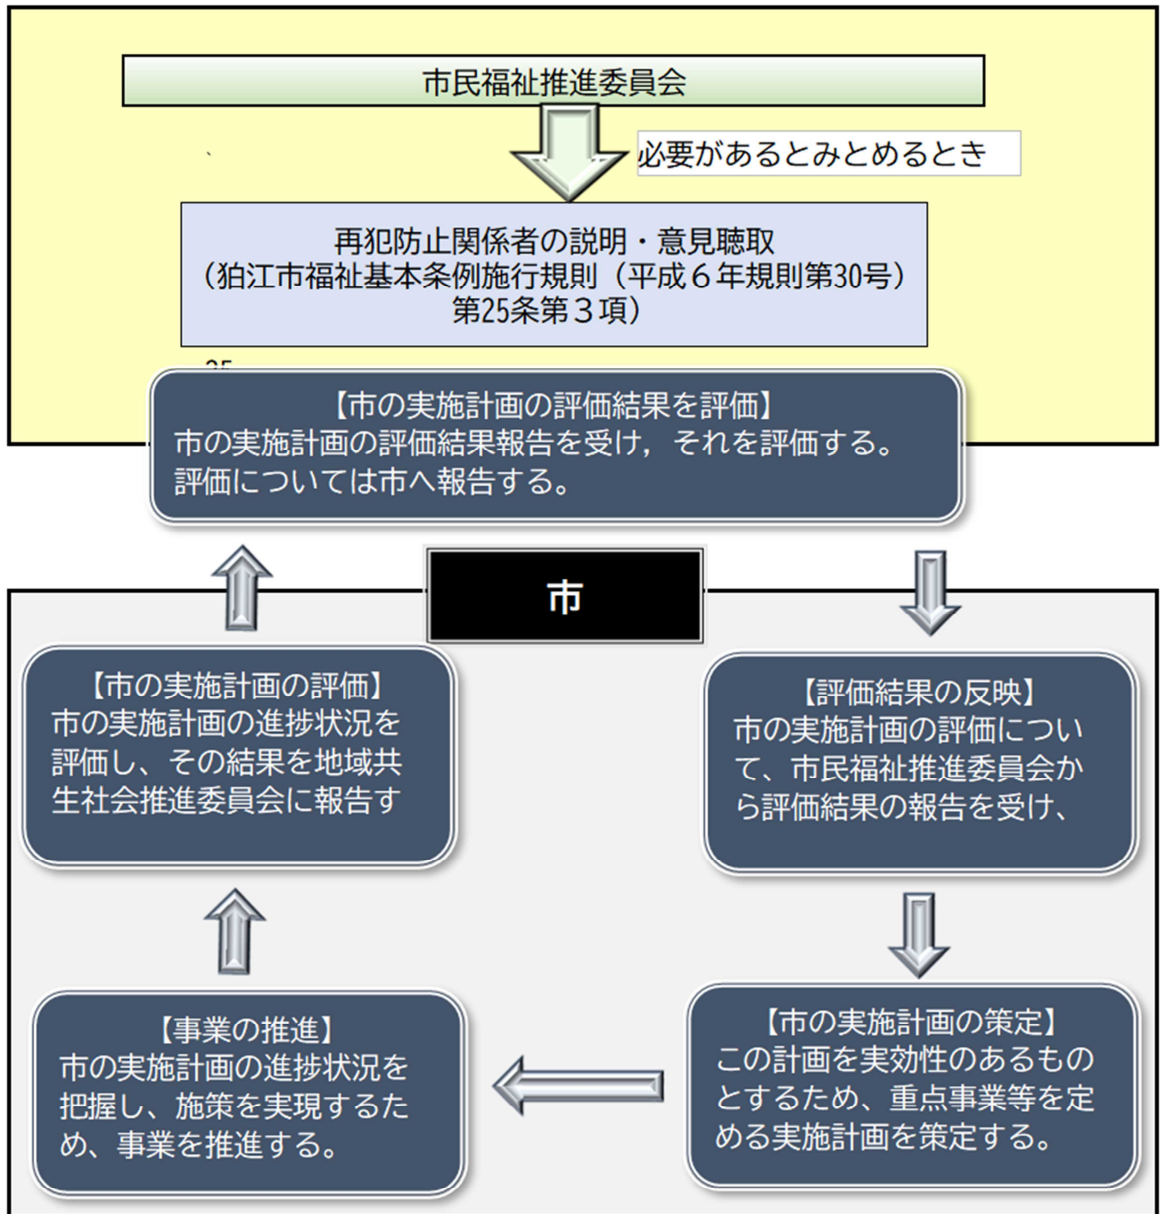 市民福祉推進委員会
必要があるとみとめるとき
再犯防止関係者の説明・意見聴取
（狛江市福祉基本条例施行規則（平成６年規則第30号）
第25条第３項）
【市の実施計画の評価結果を評価】
市の実施計画の評価結果報告を受け，それを評価する。
評価については市へ報告する。
市
【市の実施計画の評価】
市の実施計画の進捗状況を
評価し、その結果を地域共
生社会推進委員会に報告す
【評価結果の反映】
市の実施計画の評価につい
て、市民福祉推進委員会か
ら評価結果の報告を受け、
【事業の推進】
市の実施計画の進捗状況を
把握し、施策を実現するた
め、事業を推進する。
【市の実施計画の策定】
この計画を実効性のあるもの
とするため、重点事業等を定
める実施計画を策定する。